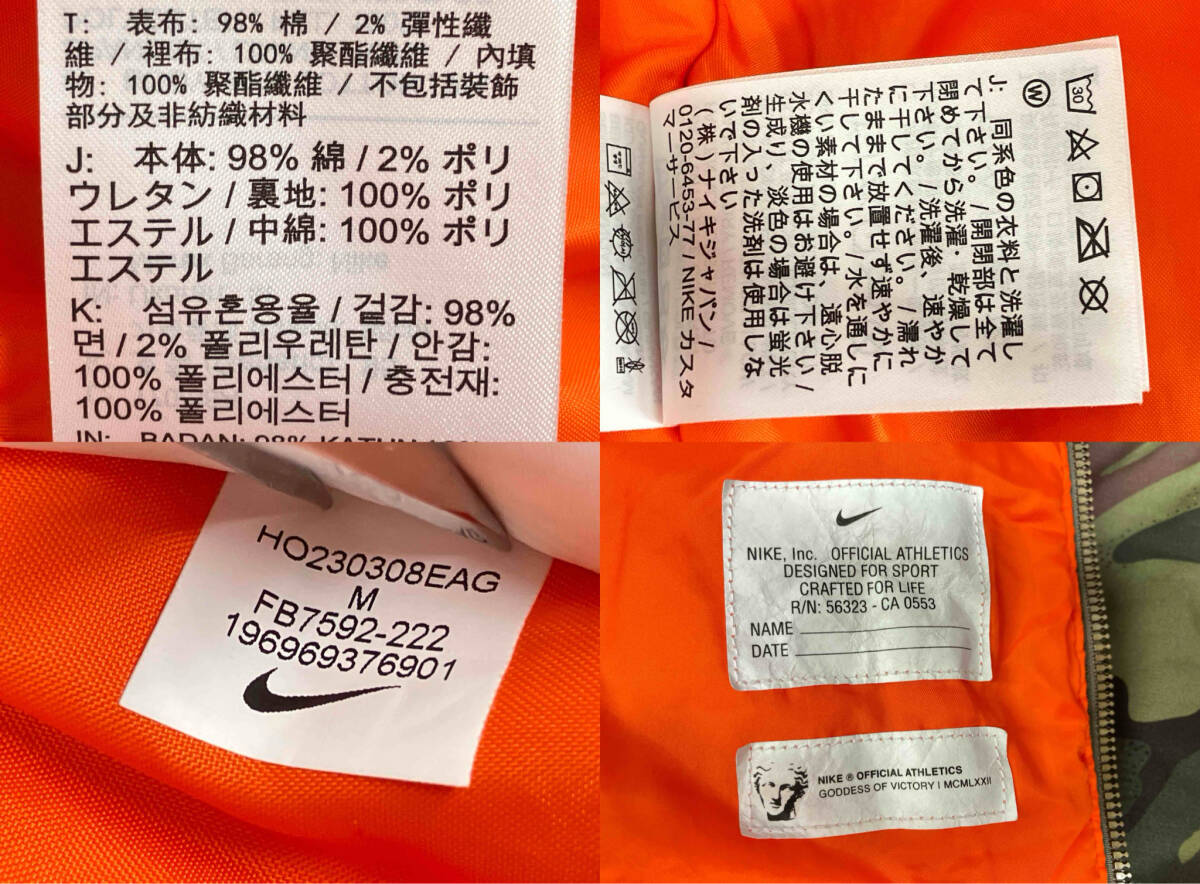 T: 表布: 98% 棉 / 2% 彈性纖
維 / 裡布: 100% 聚酯纖維 / 內填
物: 100% 聚酯纖維 / 不包括裝飾
部分及非紡織材料
J: 本体: 98% 綿 / 2% ポリ
ウレタン / 裏地: 100% ポリ
エステル / 中綿: 100% ポリ
エステル
K: 섬유혼용율 / 겉감: 98%
면 / 2% 폴리우레탄 / 안감:
100% 폴리에스터 / 충전재:
100% 폴리에스터
IN: BADAN: 98% KATUN
30
W
J: 同系色の衣料と洗濯し
て下さい。/ 開閉部は全て
閉めてから洗濯・乾燥して
下さい。/ 洗濯後、速やか
に干してください。/ 濡れ
たままで放置せず速やかに
干して下さい。/ 水を通しに
くい素材の場合は、遠心脱
水機の使用はお避け下さい /
生成り、淡色の場合は蛍光
剤の入った洗剤は使用しな
いで下さい
(株) ナイキジャパン /
0120-6453-77 / NIKE カスタ
マーサービス
HO230308EAG
M
FB7592-222
196969376901
NIKE, Inc. OFFICIAL ATHLETICS
DESIGNED FOR SPORT
CRAFTED FOR LIFE
R/N: 56323 - CA 0553
NAME
DATE
NIKE ® OFFICIAL ATHLETICS
GODDESS OF VICTORY I MCMLXXII